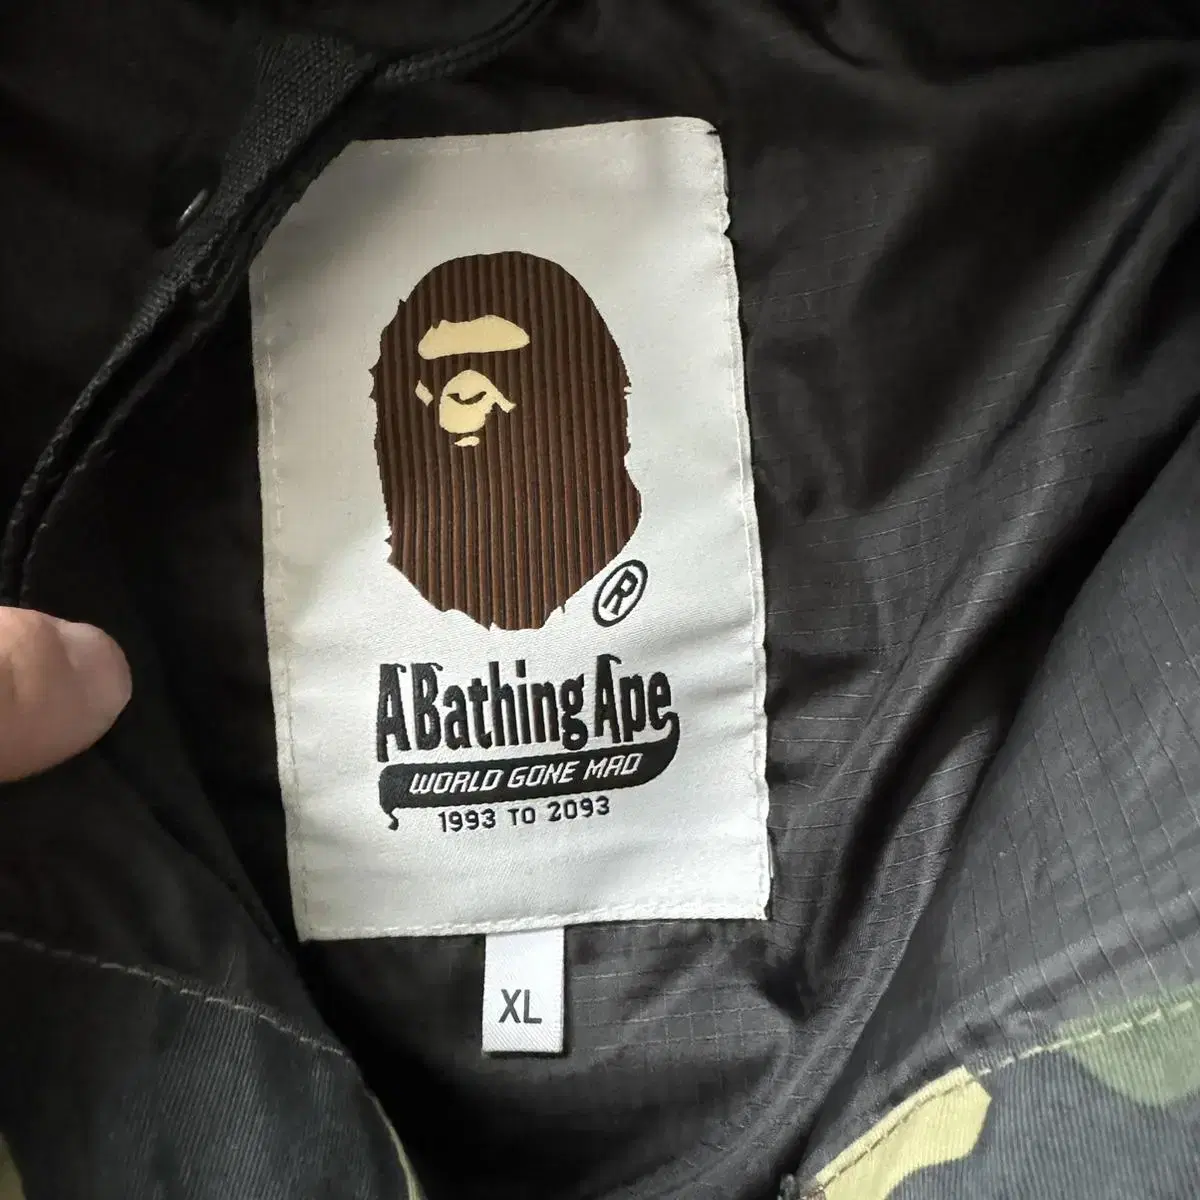 ®
A Bathing Ape
WORLD GONE MAD
1993 TO 2093
XL